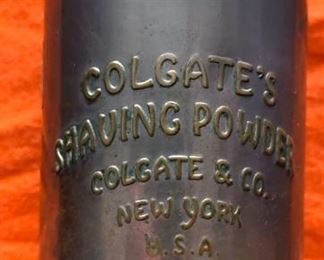 COLGATE'S
SHAVING POWDER
COLGATE & CO.
NEW YORK
U.S.A.